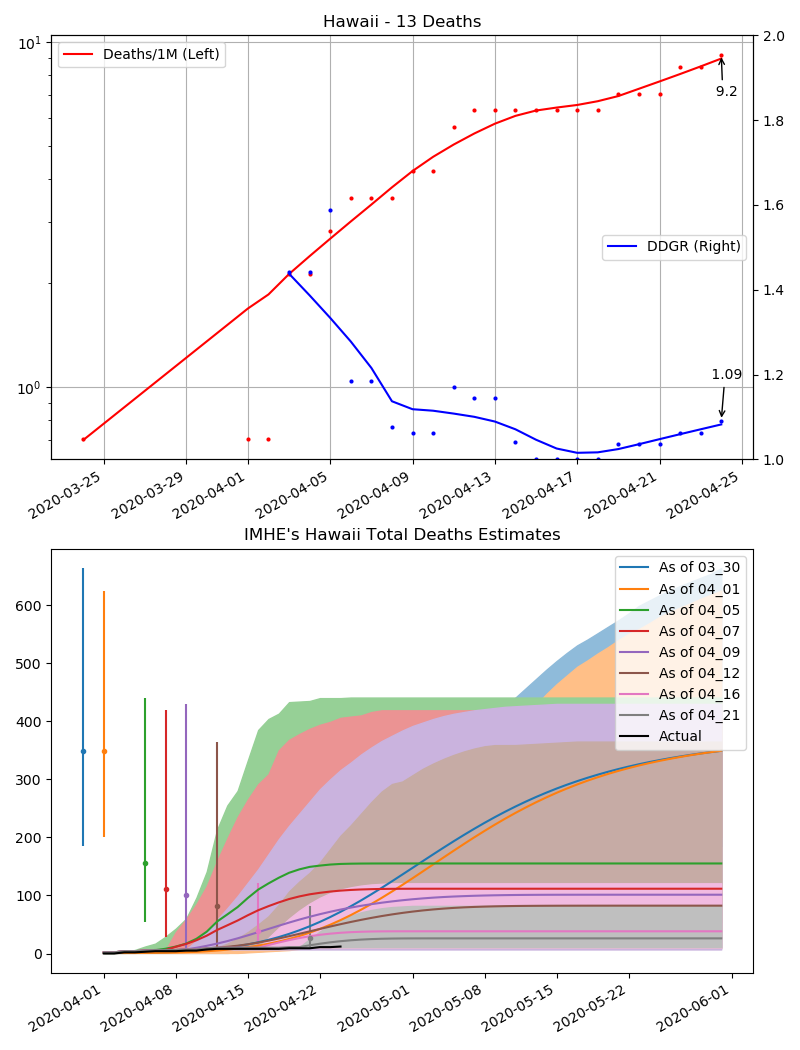 Hawaii - 13 Deaths
10¹
10⁰
Deaths/1M (Left)
DDGR (Right)
9.2
1.09
2.0
1.8
1.6
1.4
1.2
1.0
2020-03-25
2020-03-29
2020-04-01
2020-04-05
2020-04-09
2020-04-13
2020-04-17
2020-04-21
2020-04-25
IMHE's Hawaii Total Deaths Estimates
600
500
400
300
200
100
0
As of 03_30
As of 04_01
As of 04_05
As of 04_07
As of 04_09
As of 04_12
As of 04_16
As of 04_21
Actual
2020-04-01
2020-04-08
2020-04-15
2020-04-22
2020-05-01
2020-05-08
2020-05-15
2020-05-22
2020-06-01